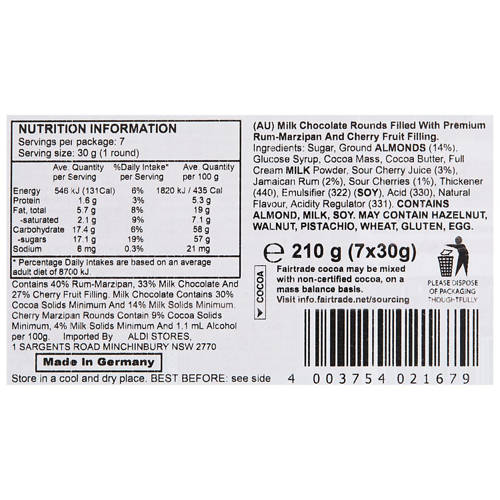 NUTRITION INFORMATION
Servings per package: 7
Serving size: 30 g (1 round)
Ave. Quantity per Serving %Daily Intake* per Serving Ave. Quantity per 100 g
Energy 546 kJ (131Cal) 6% 1820 kJ / 435 Cal
Protein 1.6 g 3% 5.3 g
Fat, total 5.7 g 8% 19 g
-saturated 2.1 g 9% 7.1 g
Carbohydrate 17.4 g 6% 58 g
-sugars 17.1 g 19% 57 g
Sodium 6 mg 0.3% 21 mg
* Percentage Daily Intakes are based on an average
adult diet of 8700 kJ.
Contains 40% Rum-Marzipan, 33% Milk Chocolate And
27% Cherry Fruit Filling. Milk Chocolate Contains 30%
Cocoa Solids Minimum And 14% Milk Solids Minimum.
Cherry Marzipan Rounds Contain 9% Cocoa Solids
Minimum, 4% Milk Solids Minimum And 1.1 mL Alcohol
per 100g. Imported By ALDI STORES,
1 SARGENTS ROAD MINCHINBURY NSW 2770
Made In Germany
Store in a cool and dry place. BEST BEFORE: see side
(AU) Milk Chocolate Rounds Filled With Premium
Rum-Marzipan And Cherry Fruit Filling.
Ingredients: Sugar, Ground ALMONDS (14%),
Glucose Syrup, Cocoa Mass, Cocoa Butter, Full
Cream MILK Powder, Sour Cherry Juice (3%),
Jamaican Rum (2%), Sour Cherries (1%), Thickener
(440), Emulsifier (322) (SOY), Acid (330), Natural
Flavour, Acidity Regulator (331). CONTAINS
ALMOND, MILK, SOY. MAY CONTAIN HAZELNUT,
WALNUT, PISTACHIO, WHEAT, GLUTEN, EGG.
e 210 g (7x30g)
COCOA
Fairtrade cocoa may be mixed
with non-certified cocoa, on a
mass balance basis.
Visit info.fairtrade.net/sourcing
PLEASE DISPOSE
OF PACKAGING
THOUGHTFULLY
4 003754 021679